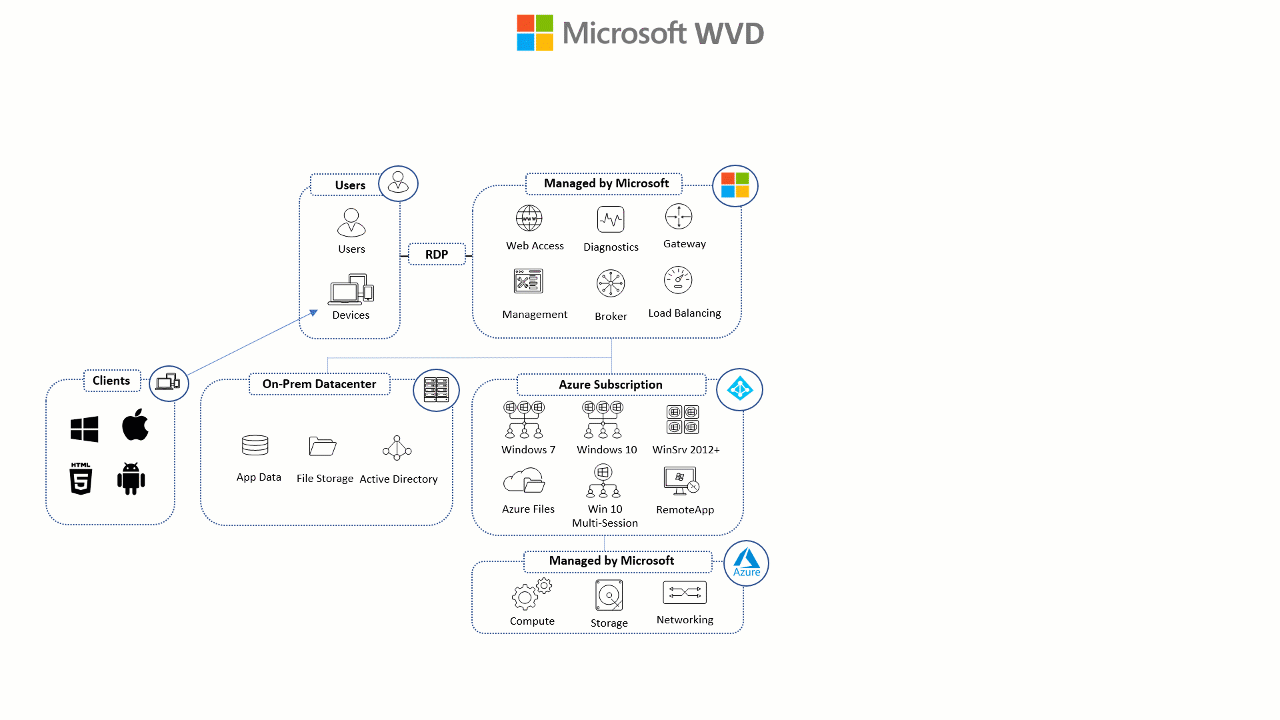 Microsoft WVD
Users
Users
Devices
RDP
Managed by Microsoft
Web Access
Diagnostics
Gateway
Management
Broker
Load Balancing
Clients
HTML
5
On-Prem Datacenter
App Data
File Storage
Active Directory
Azure Subscription
Windows 7
Windows 10
WinSrv 2012+
Azure Files
Win 10
Multi-Session
RemoteApp
Managed by Microsoft
Azure
Compute
Storage
Networking